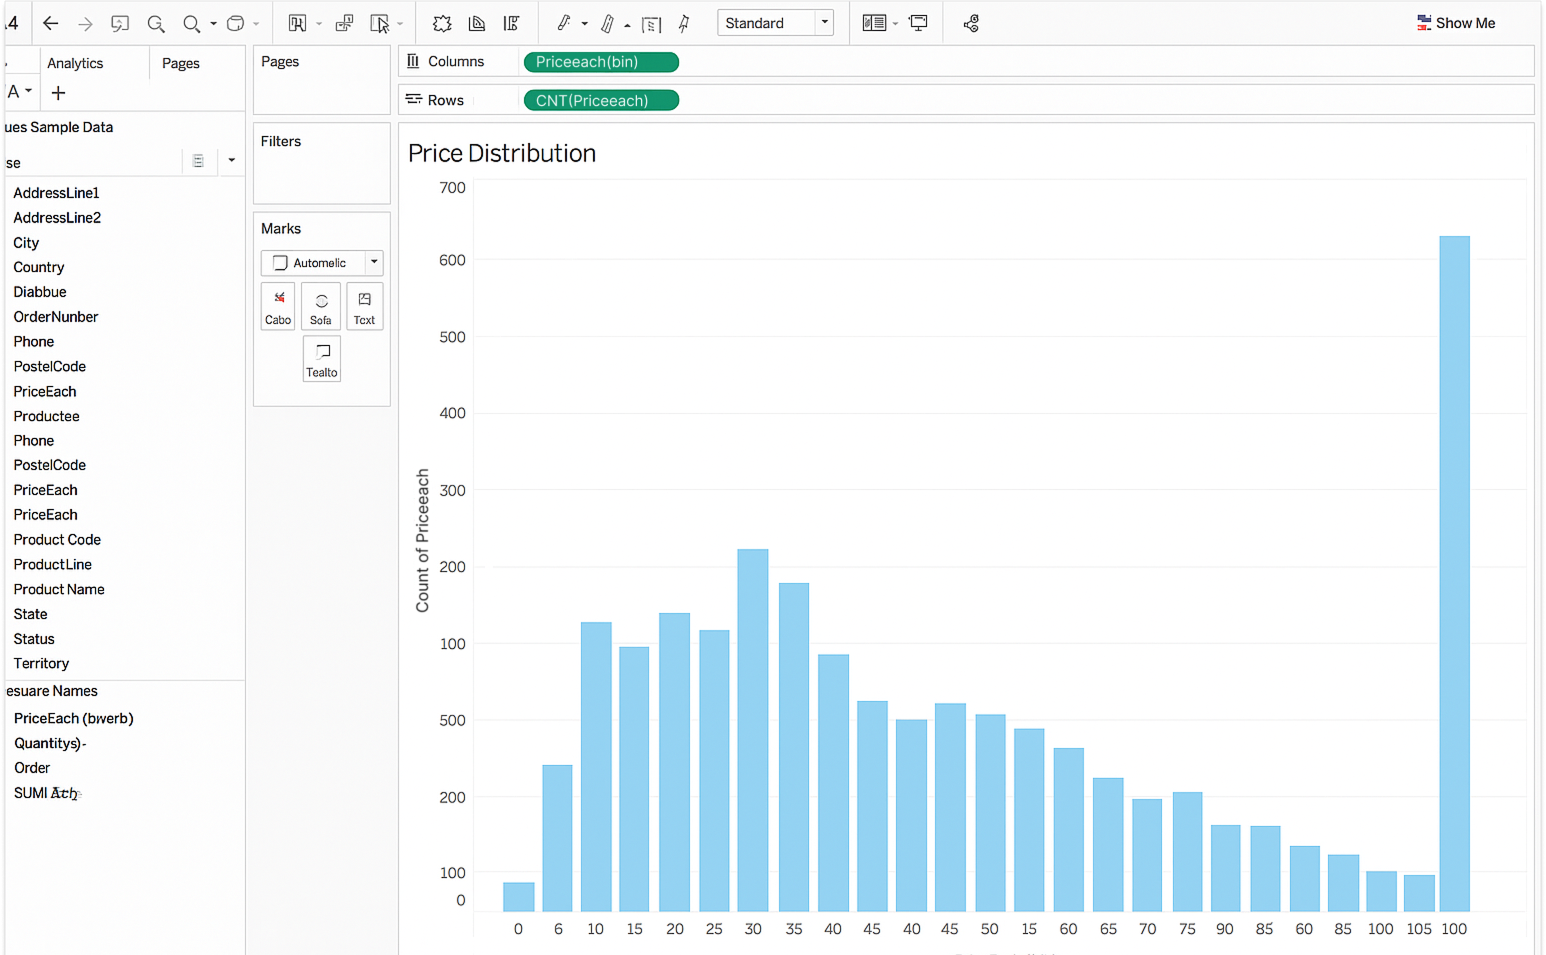 4
Standard
Show Me
Analytics
Pages
A
ues Sample Data
se
AddressLine1
AddressLine2
City
Country
Diabbue
OrderNunber
Phone
PostelCode
PriceEach
Productee
Phone
PostelCode
PriceEach
PriceEach
Product Code
ProductLine
Product Name
State
Status
Territory
esuare Names
PriceEach (bwerb)
Quantitys)-
Order
SUMI
Pages
Filters
Marks
Automelic
Cabo
Sofa
Tcxt
Tealto
Columns
Priceeach(bin)
Rows
CNT(Priceeach)
Price Distribution
Count of Priceeach
700
600
500
400
300
200
100
500
200
100
0
0 6 10 15 20 25 30 35 40 45 40 45 50 15 60 65 70 75 90 85 60 85 100 105 100